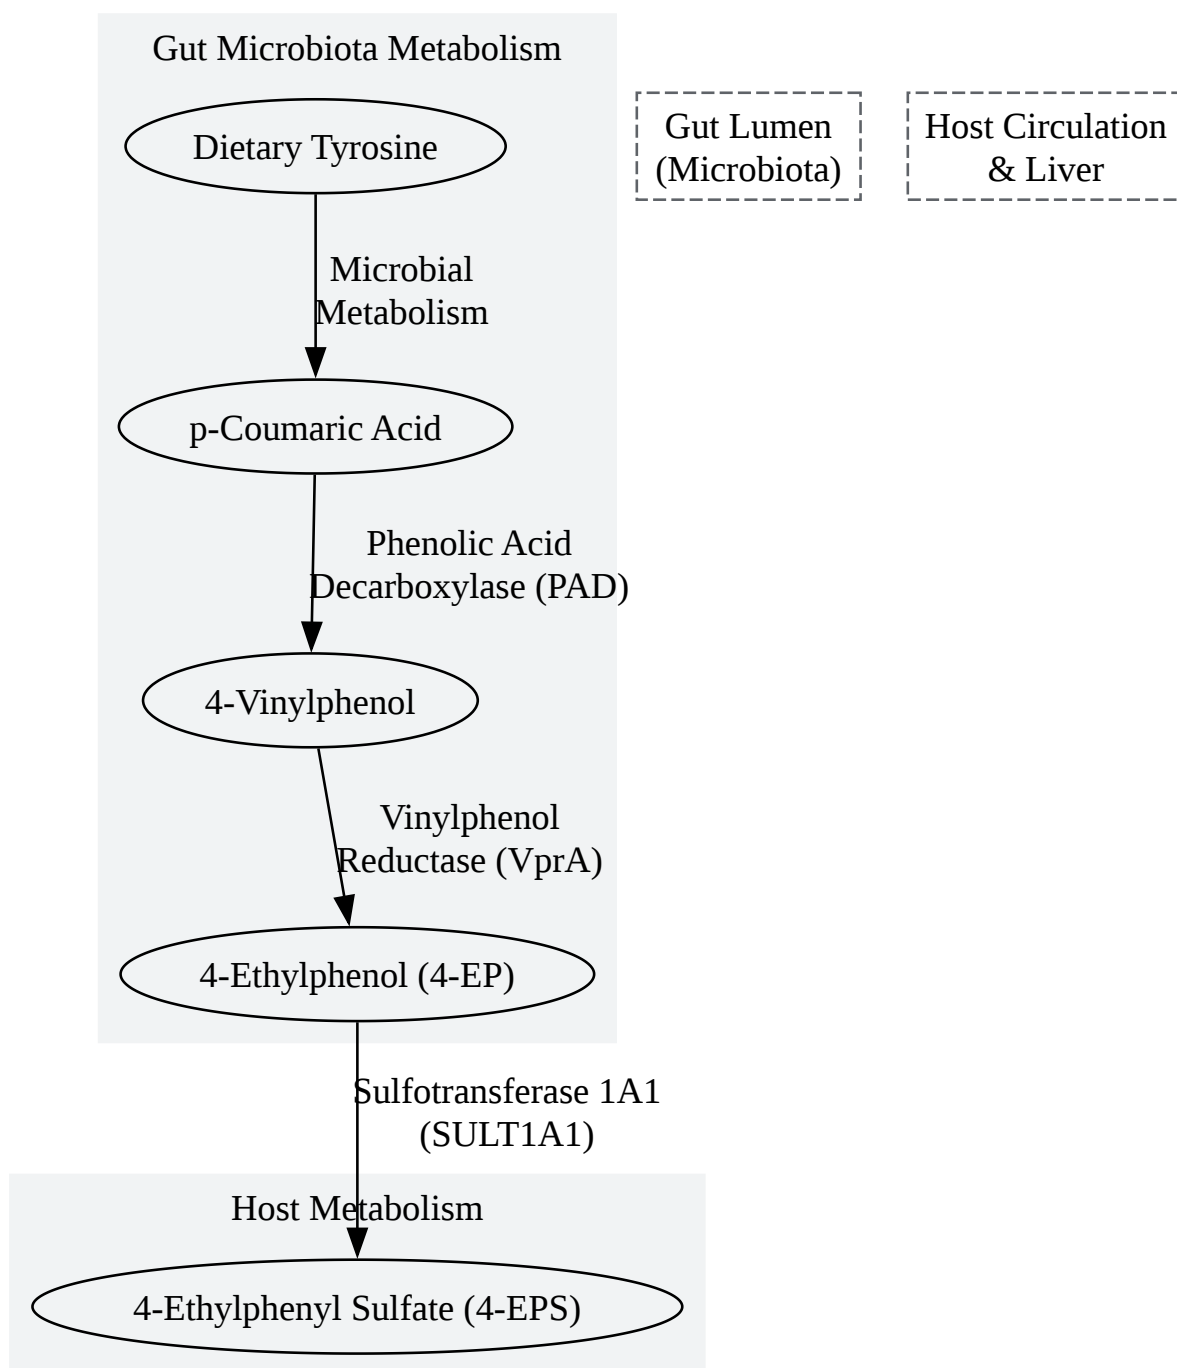 Gut Microbiota Metabolism
Dietary Tyrosine
Gut Lumen
(Microbiota)
Host Circulation
& Liver
Microbial
Metabolism
p-Coumaric Acid
Phenolic Acid
Decarboxylase (PAD)
4-Vinylphenol
Vinylphenol
Reductase (VprA)
4-Ethylphenol (4-EP)
Sulfotransferase 1A1
(SULT1A1)
Host Metabolism
4-Ethylphenyl Sulfate (4-EPS)